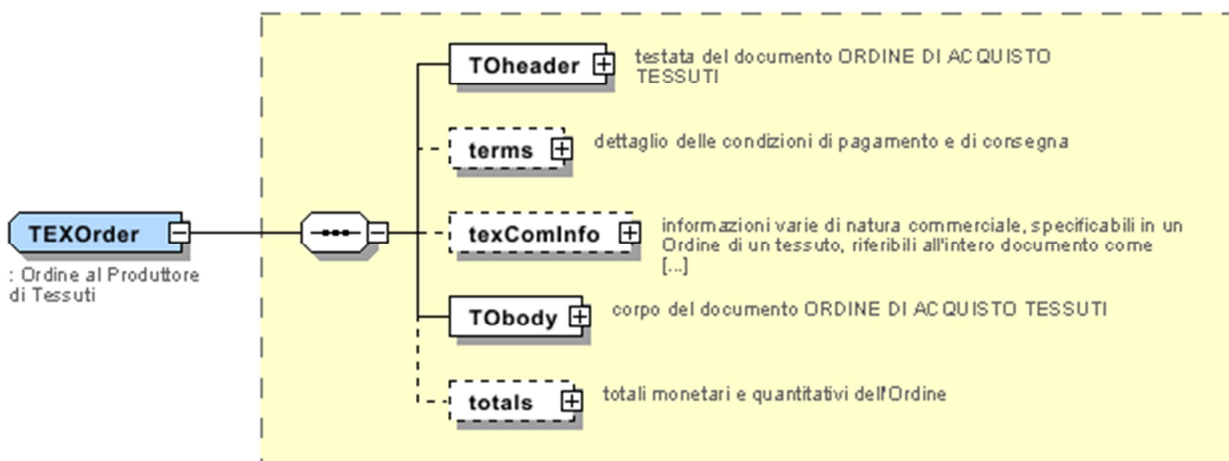 TOheader
testata del documento ORDINE DI ACQUISTO
TESSUTI
terms
dettaglio delle condizioni di pagamento e di consegna
TEXOrder
: Ordine al Produttore
di Tessuti
texComInfo
informazioni varie di natura commerciale, specificabili in un
Ordine di un tessuto, riferibili all'intero documento come
[...]
TObody
corpo del documento ORDINE DI ACQUISTO TESSUTI
totals
totali monetari e quantitativi dell'Ordine